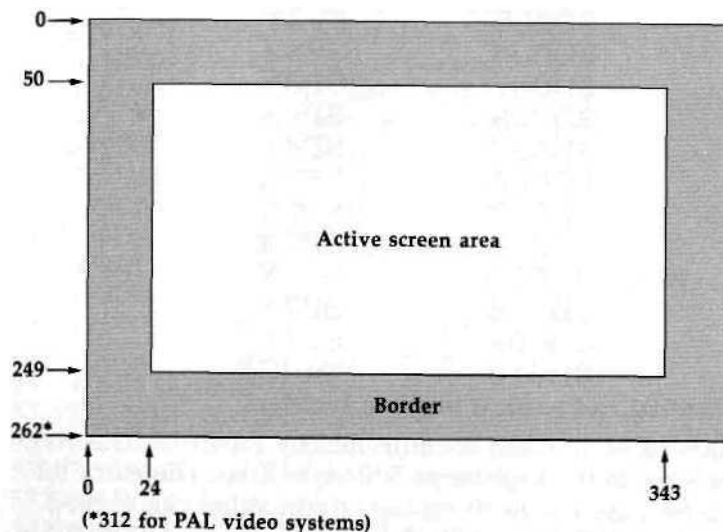 0
50
Active screen area
249
Border
262*
0 24 343
(*312 for PAL video systems)